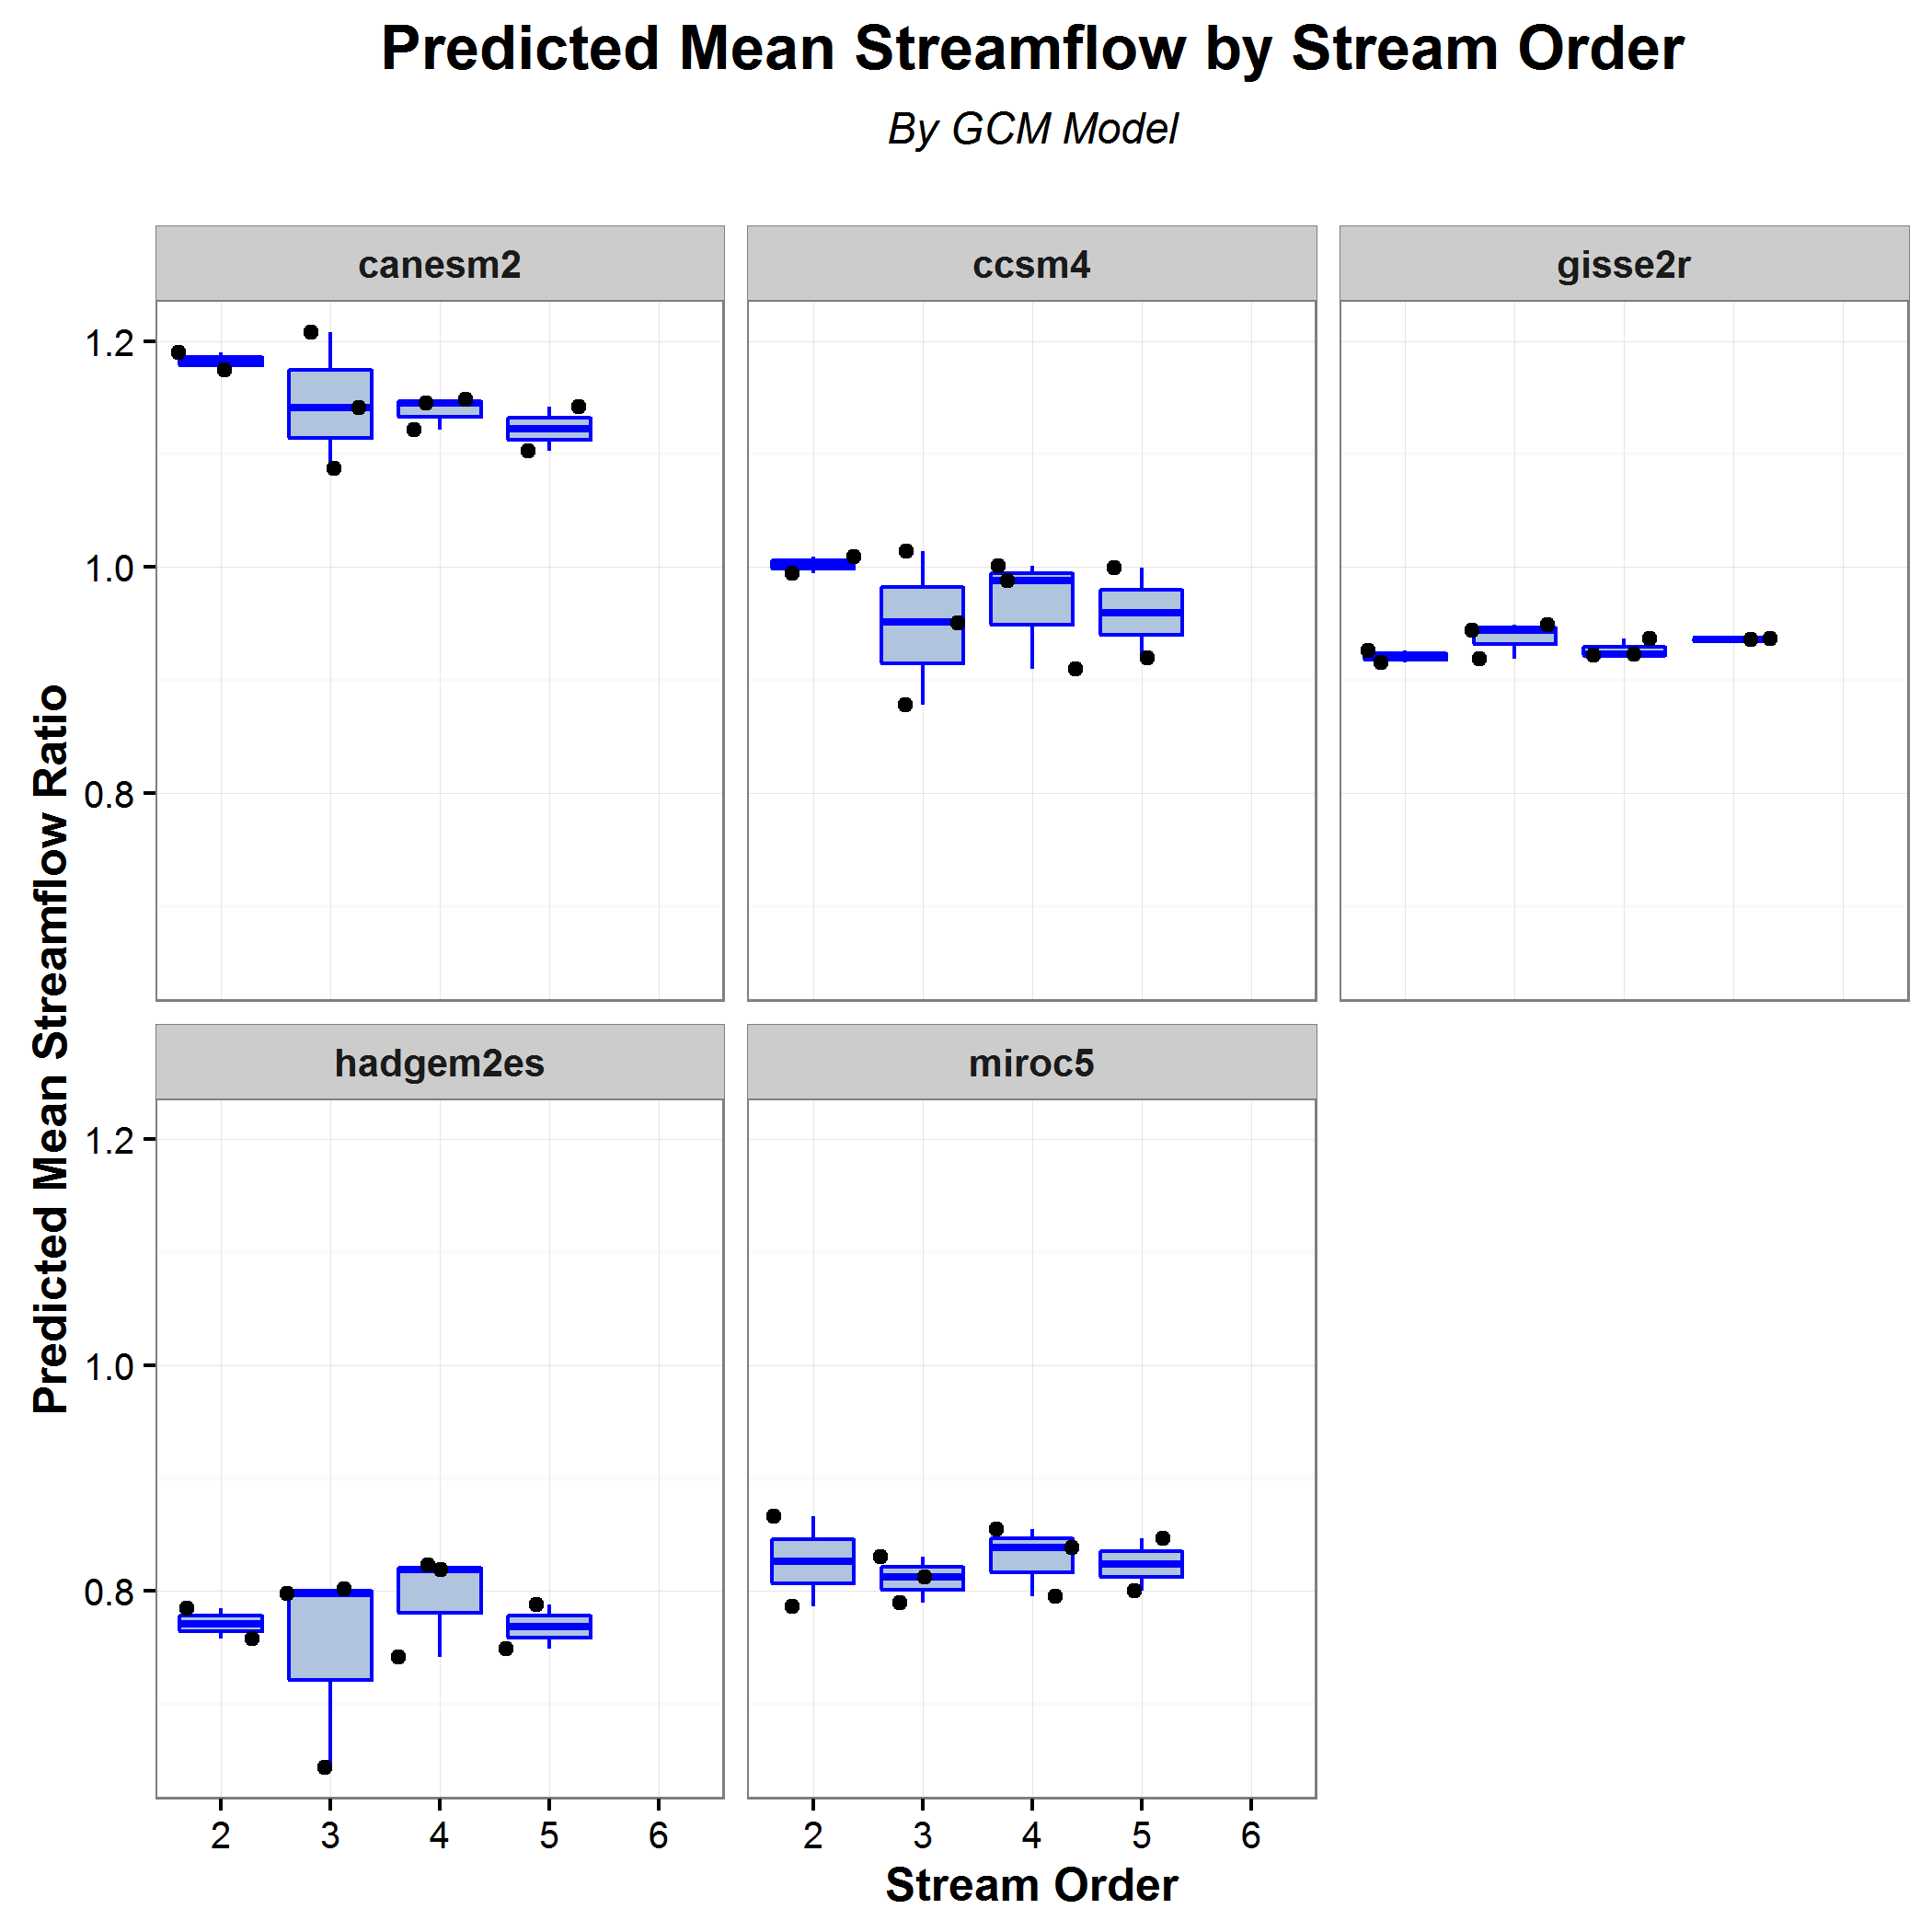 Predicted Mean Streamflow by Stream Order
By GCM Model
canesm2
ccsm4
gisse2r
1.2
1.0
0.8
Predicted Mean Streamflow Ratio
hadgem2es
miroc5
1.2
1.0
0.8
2 3 4 5 6
2 3 4 5 6
Stream Order